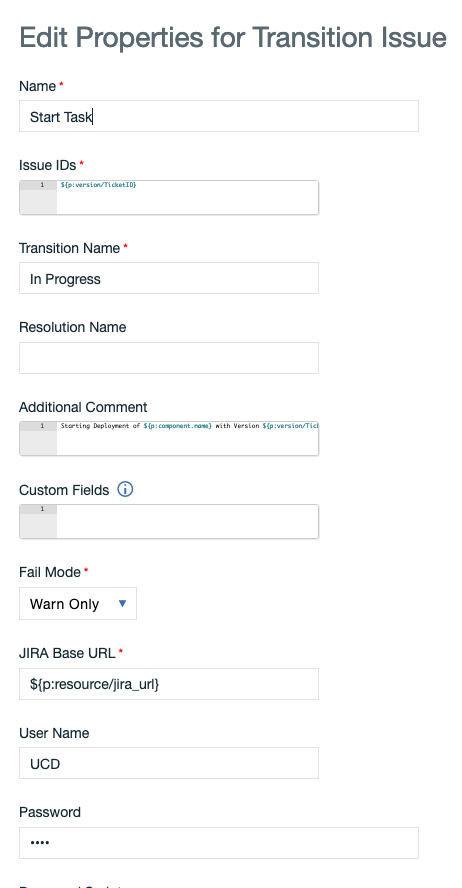 Edit Properties for Transition Issue
Name *
Start Task
Issue IDs *
1 ${p:version/TicketID}
Transition Name *
In Progress
Resolution Name
Additional Comment
1 Starting Deployment of ${p:component.name} with Version ${p:version/Tic
Custom Fields
1
Fail Mode *
Warn Only
JIRA Base URL *
${p:resource/jira_url}
User Name
UCD
Password
••••